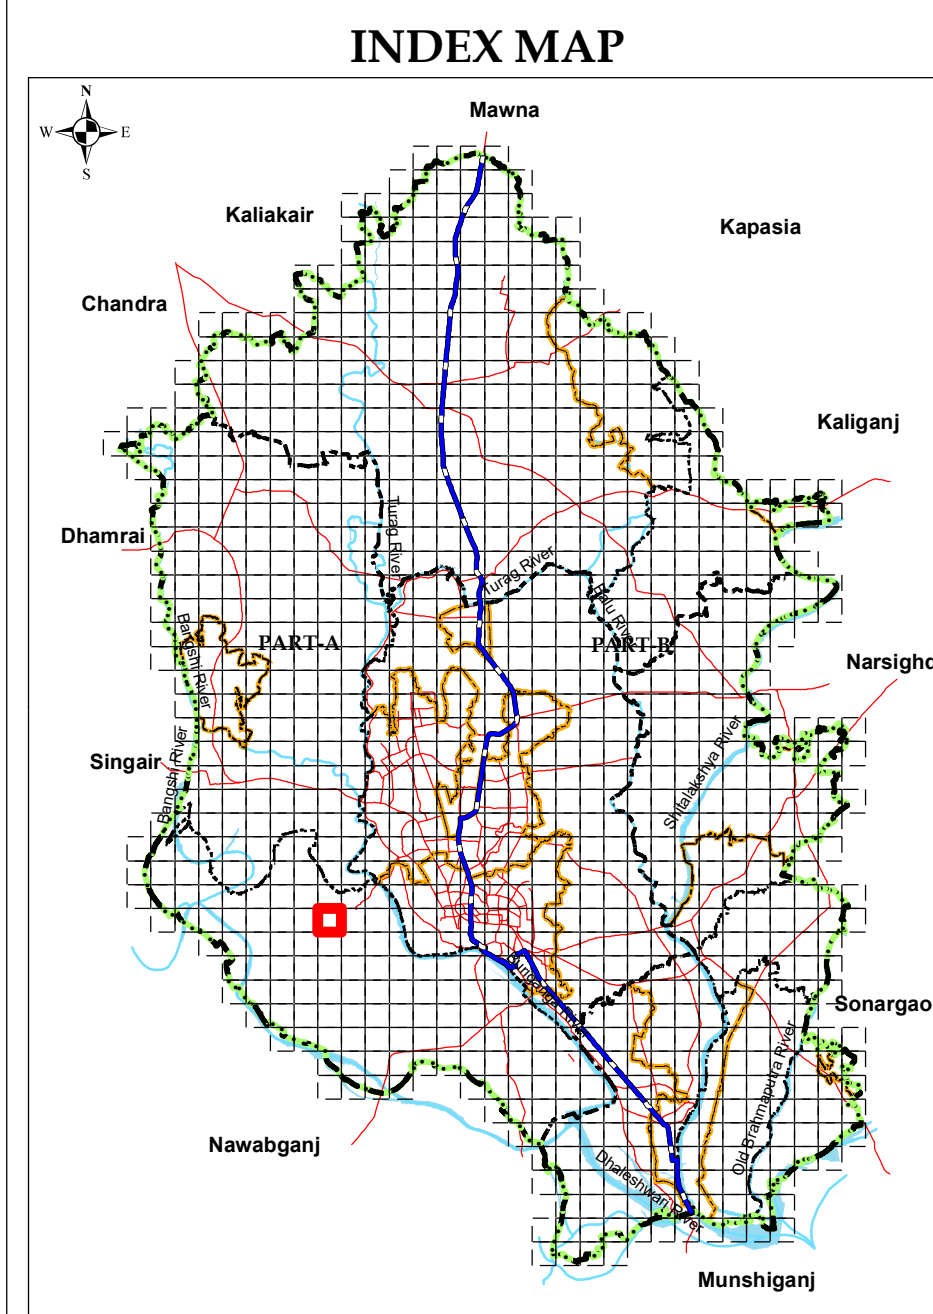 INDEX MAP
N
W E
S
Mawna
Kaliakair
Kapasia
Chandra
Kaliganj
Dhamrai
Turag River
Turag River
Balu River
Bangshi River
PART-A
PART-B
Narsighd
Singair
Bangshi River
Shitalakshya River
Buriganga River
Sonargao
Old Brahmaputra River
Nawabganj
Dhaleshwari River
Munshiganj